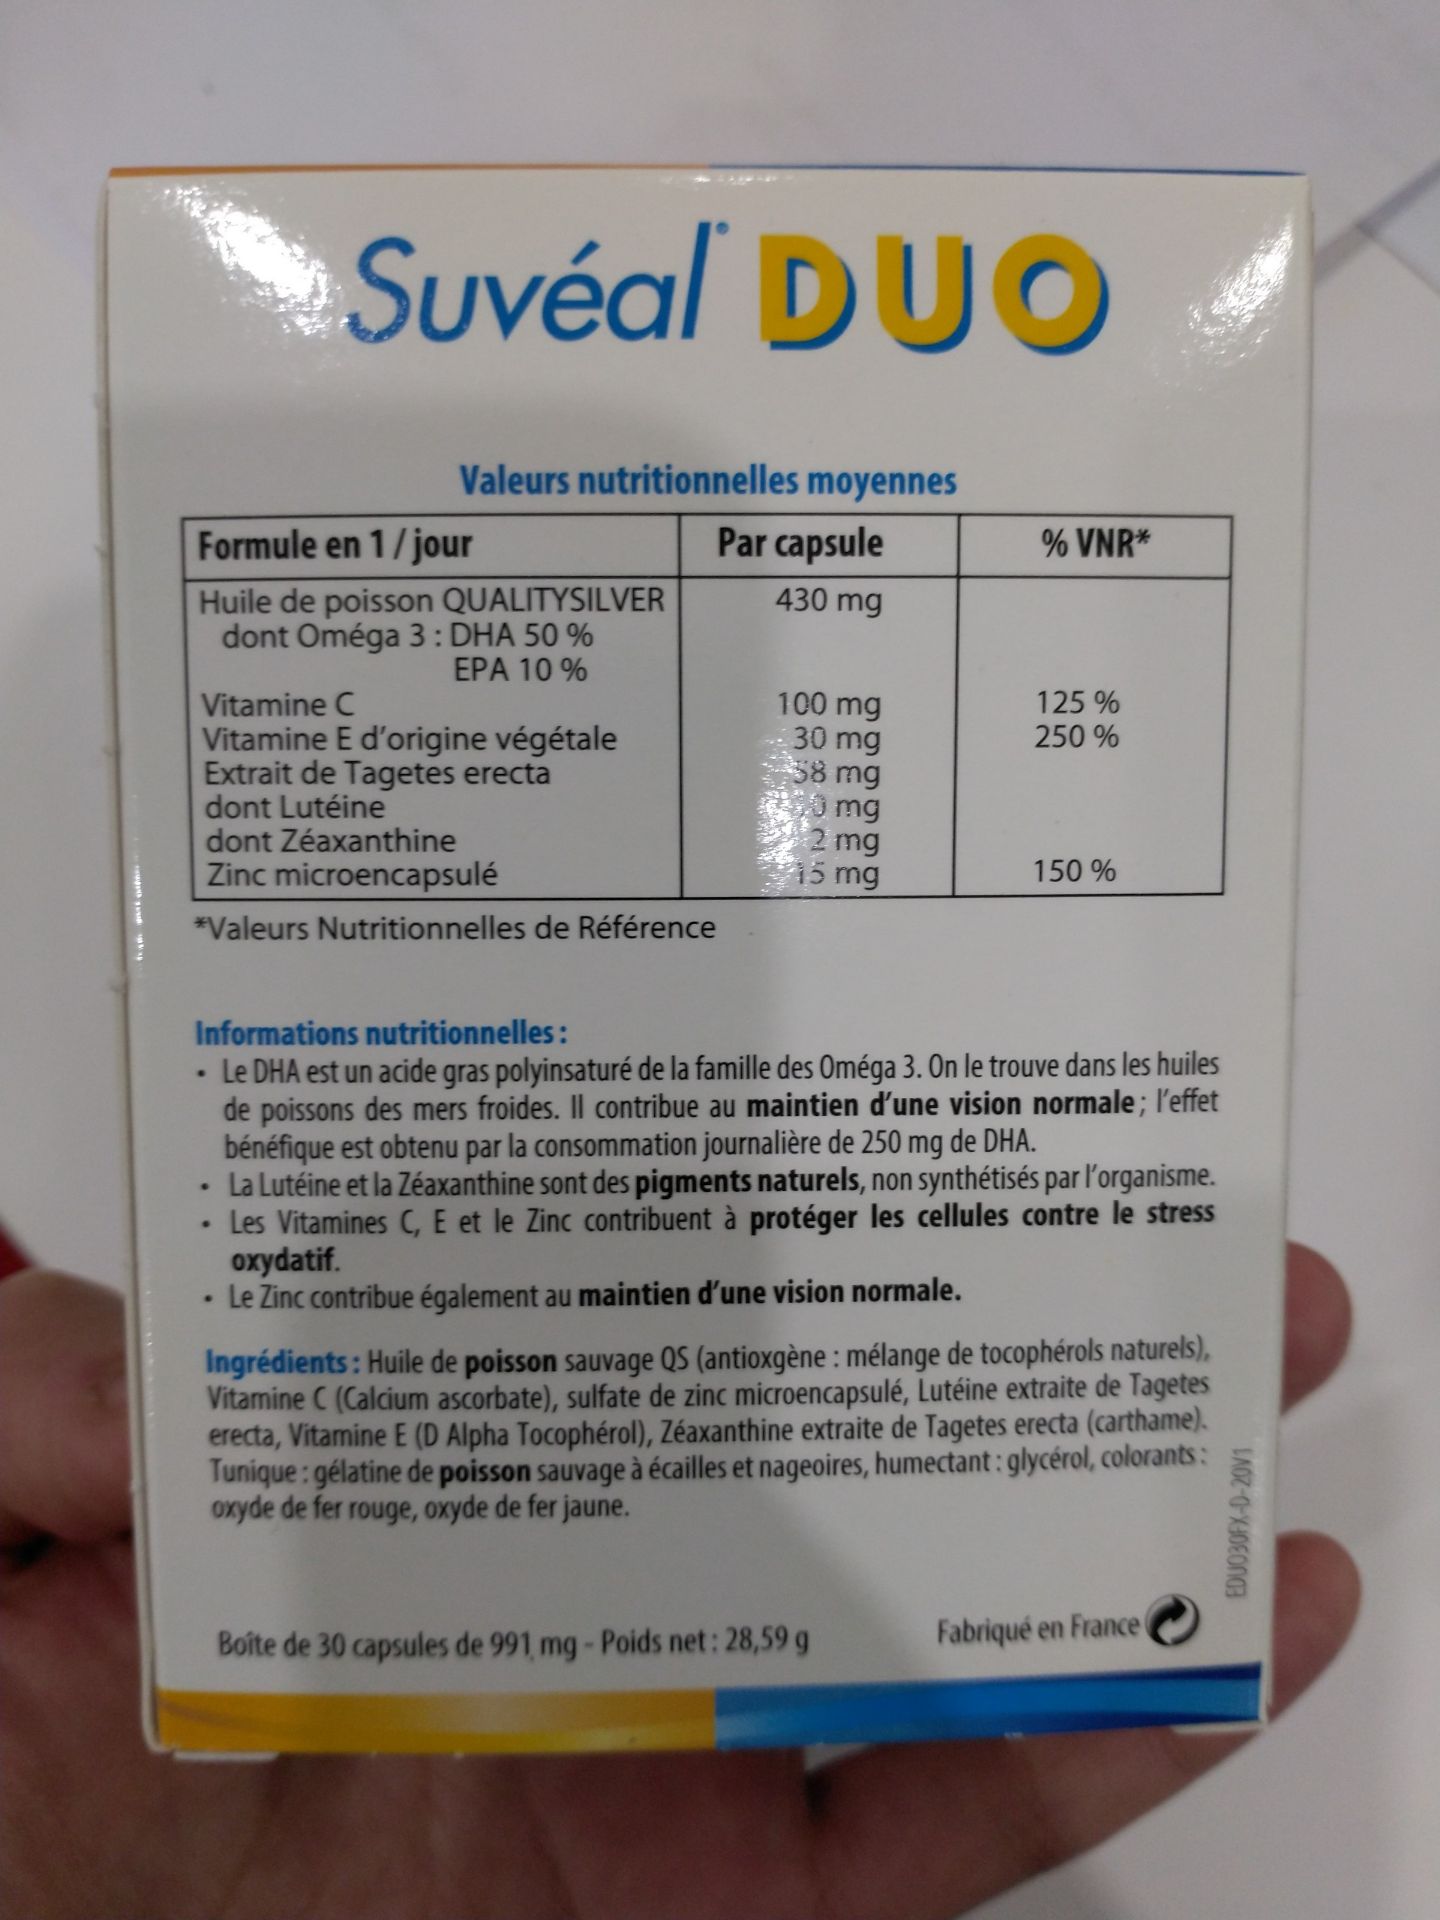 Suvéal® DUO
Valeurs nutritionnelles moyennes
Formule en 1 / jour Par capsule % VNR*
Huile de poisson QUALITYSILVER 430 mg
dont Oméga 3 : DHA 50 %
EPA 10 %
Vitamine C 100 mg 125 %
Vitamine E d'origine végétale 30 mg 250 %
Extrait de Tagetes erecta 58 mg
dont Lutéine mg
dont Zéaxanthine 2 mg
Zinc microencapsulé 15 mg 150 %
*Valeurs Nutritionnelles de Référence
Informations nutritionnelles :
• Le DHA est un acide gras polyinsaturé de la famille des Oméga 3. On le trouve dans les huiles
de poissons des mers froides. Il contribue au maintien d'une vision normale ; l'effet
bénéfique est obtenu par la consommation journalière de 250 mg de DHA.
• La Lutéine et la Zéaxanthine sont des pigments naturels, non synthétisés par l'organisme.
• Les Vitamines C, E et le Zinc contribuent à protéger les cellules contre le stress
oxydatif.
• Le Zinc contribue également au maintien d'une vision normale.
Ingrédients : Huile de poisson sauvage QS (antioxgène : mélange de tocophérols naturels),
Vitamine C (Calcium ascorbate), sulfate de zinc microencapsulé, Lutéine extraite de Tagetes
erecta, Vitamine E (D Alpha Tocophérol), Zéaxanthine extraite de Tagetes erecta (carthame).
Tunique : gélatine de poisson sauvage à écailles et nageoires, humectant : glycérol, colorants :
oxyde de fer rouge, oxyde de fer jaune.
EDUO30FX-D-20V1
Boîte de 30 capsules de 991 mg - Poids net : 28,59 g
Fabriqué en France